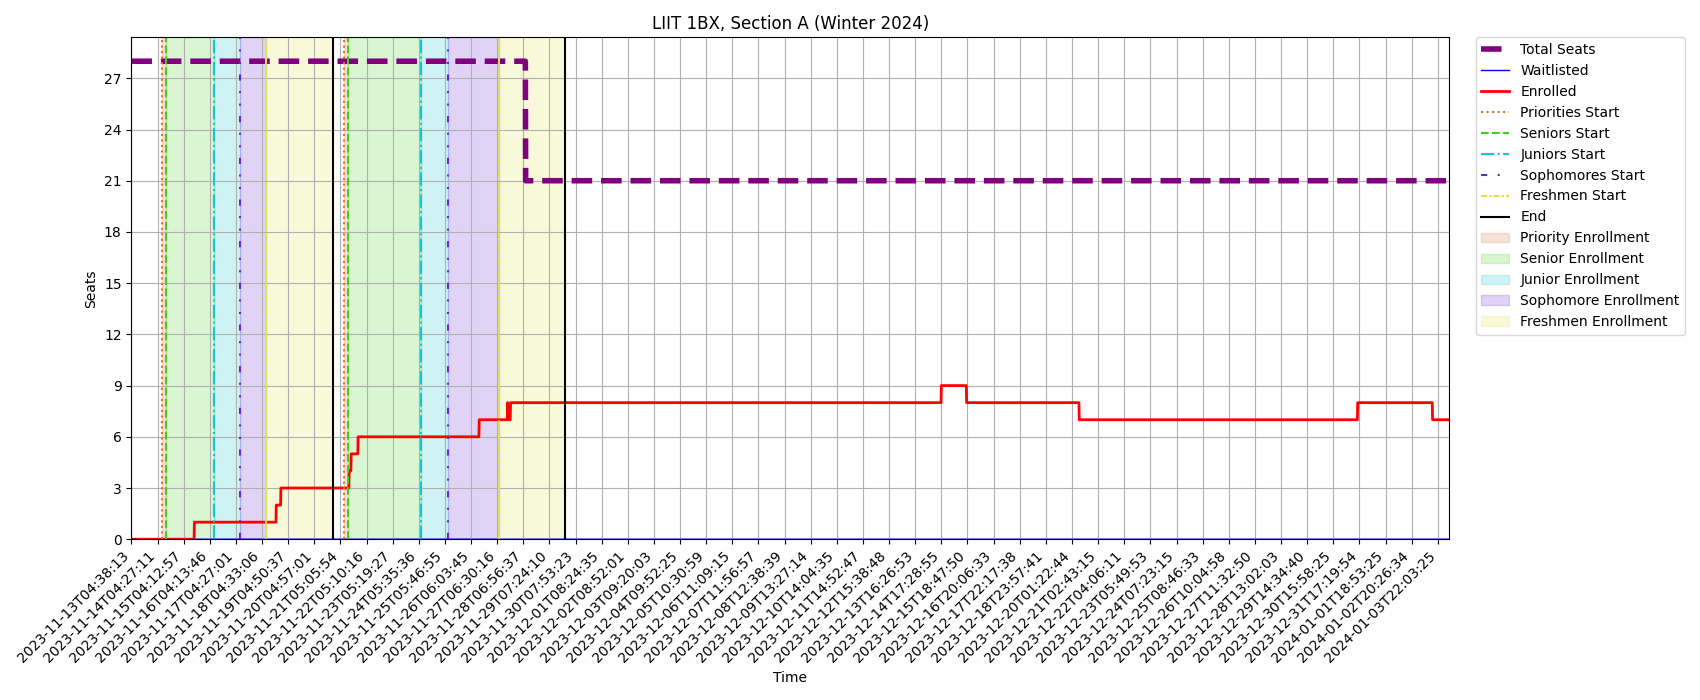 LIIT 1BX, Section A (Winter 2024)
Seats
27
24
21
18
15
12
9
6
3
0
2023-11-13T04:38:13
2023-11-14T04:27:11
2023-11-15T04:12:57
2023-11-16T04:13:46
2023-11-17T04:27:01
2023-11-18T04:33:06
2023-11-19T04:50:37
2023-11-20T04:57:01
2023-11-21T05:05:54
2023-11-22T05:10:16
2023-11-23T05:19:27
2023-11-24T05:35:36
2023-11-25T05:46:55
2023-11-26T06:03:45
2023-11-27T06:30:16
2023-11-28T06:56:37
2023-11-29T07:24:10
2023-11-30T07:53:23
2023-12-01T08:24:35
2023-12-02T08:52:01
2023-12-03T09:20:03
2023-12-04T09:52:25
2023-12-05T10:30:59
2023-12-06T11:09:15
2023-12-07T11:56:57
2023-12-08T12:38:39
2023-12-09T13:27:14
2023-12-10T14:04:35
2023-12-11T14:52:47
2023-12-12T15:38:48
2023-12-13T16:26:53
2023-12-14T17:28:55
2023-12-15T18:47:50
2023-12-16T20:06:33
2023-12-17T22:17:38
2023-12-18T23:57:41
2023-12-20T01:22:44
2023-12-21T02:43:15
2023-12-22T04:06:11
2023-12-23T05:49:53
2023-12-24T07:23:15
2023-12-25T08:46:33
2023-12-26T10:04:58
2023-12-27T11:32:50
2023-12-28T13:02:03
2023-12-29T14:34:40
2023-12-30T15:58:25
2023-12-31T17:19:54
2024-01-01T18:53:25
2024-01-02T20:26:34
2024-01-03T22:03:25
Time
Total Seats
Waitlisted
Enrolled
Priorities Start
Seniors Start
Juniors Start
Sophomores Start
Freshmen Start
End
Priority Enrollment
Senior Enrollment
Junior Enrollment
Sophomore Enrollment
Freshmen Enrollment